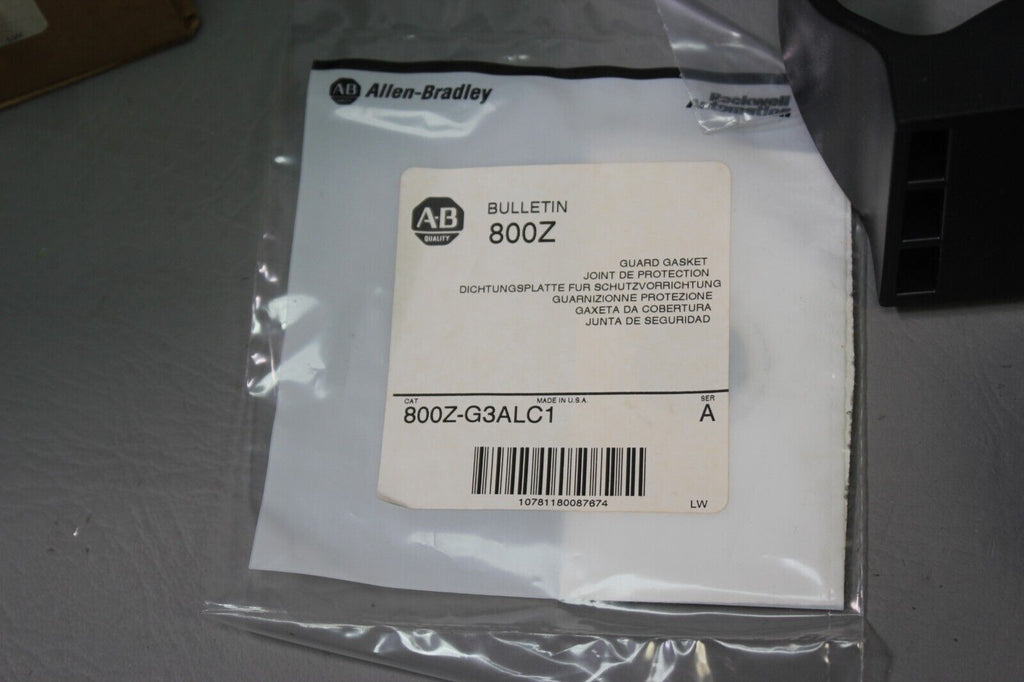 AB Allen-Bradley
Rockwell
Automation
A-B
QUALITY
BULLETIN
800Z
GUARD GASKET
JOINT DE PROTECTION
DICHTUNGSPLATTE FUR SCHUTZVORRICHTUNG
GUARNIZIONNE PROTEZIONE
GAXETA DA COBERTURA
JUNTA DE SEGURIDAD
CAT MADE IN U.S.A. SER
800Z-G3ALC1 A
10781180087674
LW